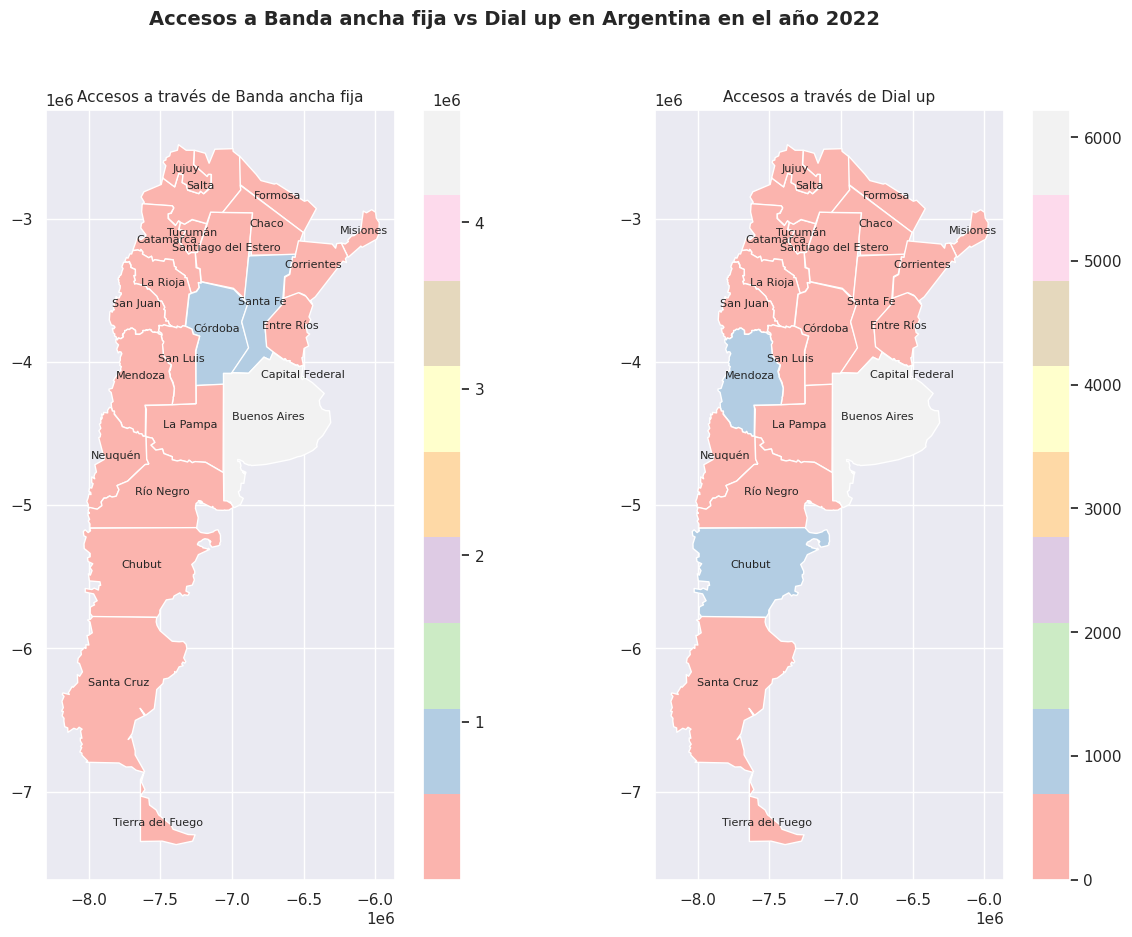 Accesos a Banda ancha fija vs Dial up en Argentina en el año 2022
1e6
Accesos a través de Banda ancha fija
1e6
−3
−4
−5
−6
−7
Jujuy
Salta
Formosa
Chaco
Misiones
Tucumán
Catamarca
Santiago del Estero
Corrientes
La Rioja
San Juan
Santa Fe
Córdoba
Entre Ríos
San Luis
Mendoza
Capital Federal
Buenos Aires
La Pampa
Neuquén
Río Negro
Chubut
Santa Cruz
Tierra del Fuego
−8.0 −7.5 −7.0 −6.5 −6.0
1e6
4
3
2
1
1e6
Accesos a través de Dial up
−3
−4
−5
−6
−7
Jujuy
Salta
Formosa
Chaco
Misiones
Tucumán
Catamarca
Santiago del Estero
Corrientes
La Rioja
San Juan
Santa Fe
Córdoba
Entre Ríos
San Luis
Mendoza
Capital Federal
Buenos Aires
La Pampa
Neuquén
Río Negro
Chubut
Santa Cruz
Tierra del Fuego
−8.0 −7.5 −7.0 −6.5 −6.0
1e6
6000
5000
4000
3000
2000
1000
0